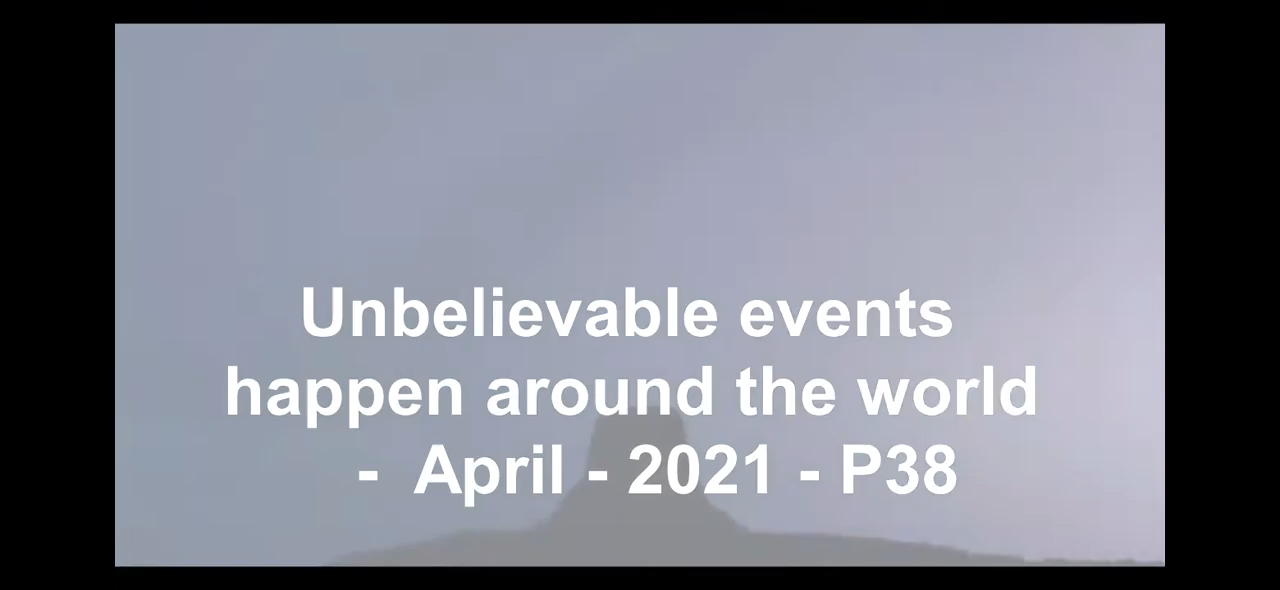 Unbelievable events
happen around the world
- April - 2021 - P38